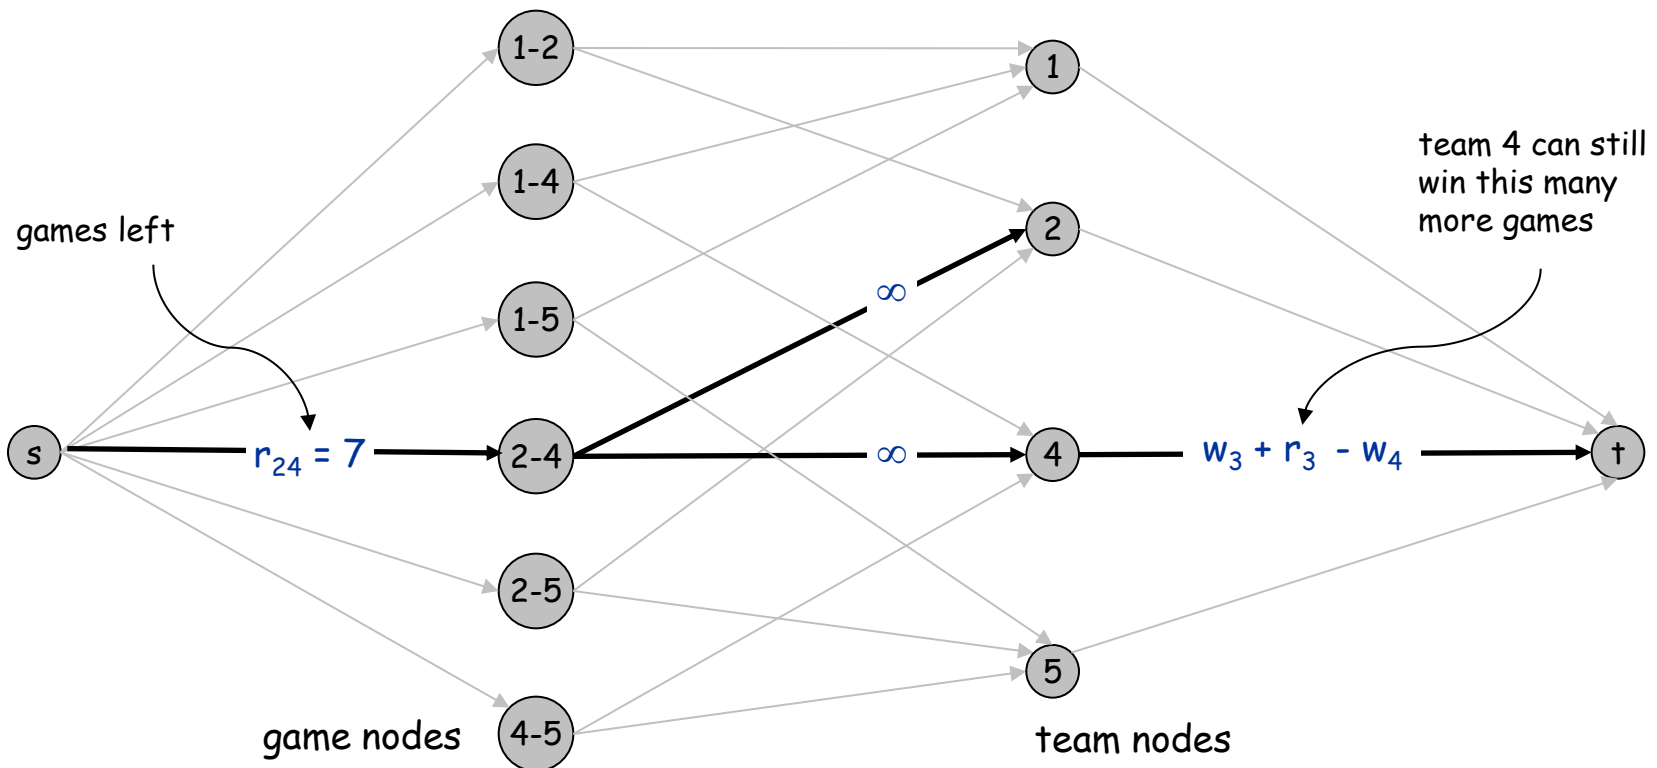 1-2
1
team 4 can still
win this many
more games
1-4
games left
2
∞
1-5
s
r₂₄ = 7
2-4
∞
4
w₃ + r₃ - w₄
t
2-5
5
game nodes
4-5
team nodes